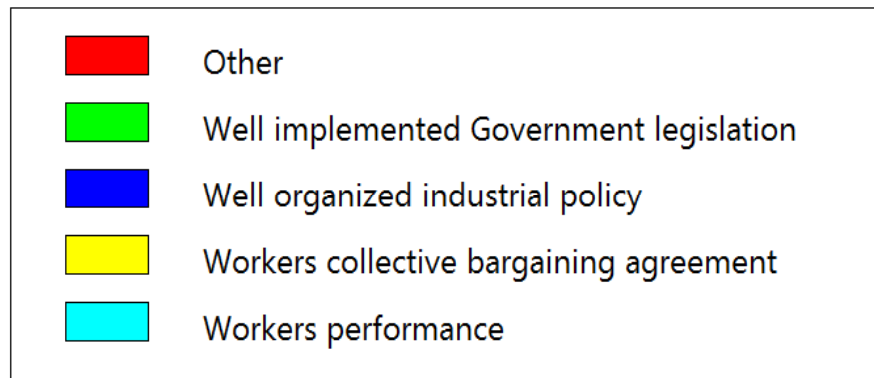 Other
Well implemented Government legislation
Well organized industrial policy
Workers collective bargaining agreement
Workers performance